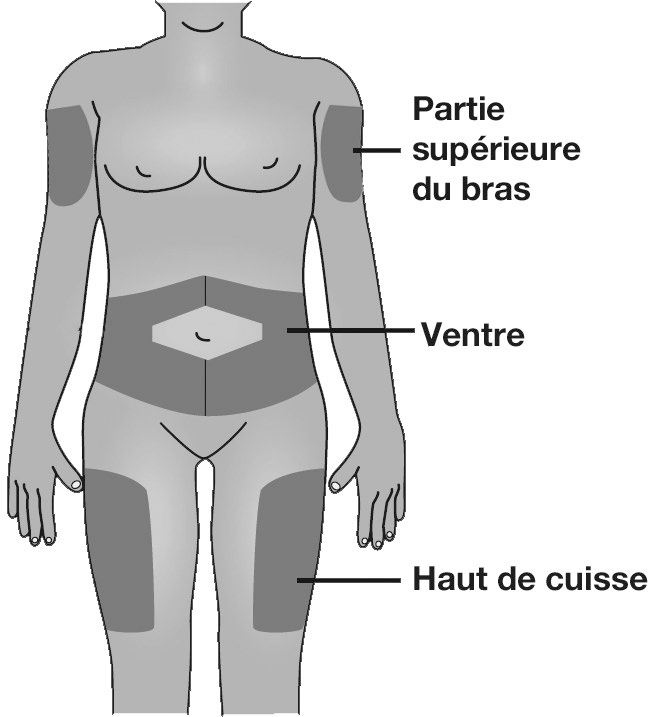 Partie
supérieure
du bras
Ventre
Haut de cuisse